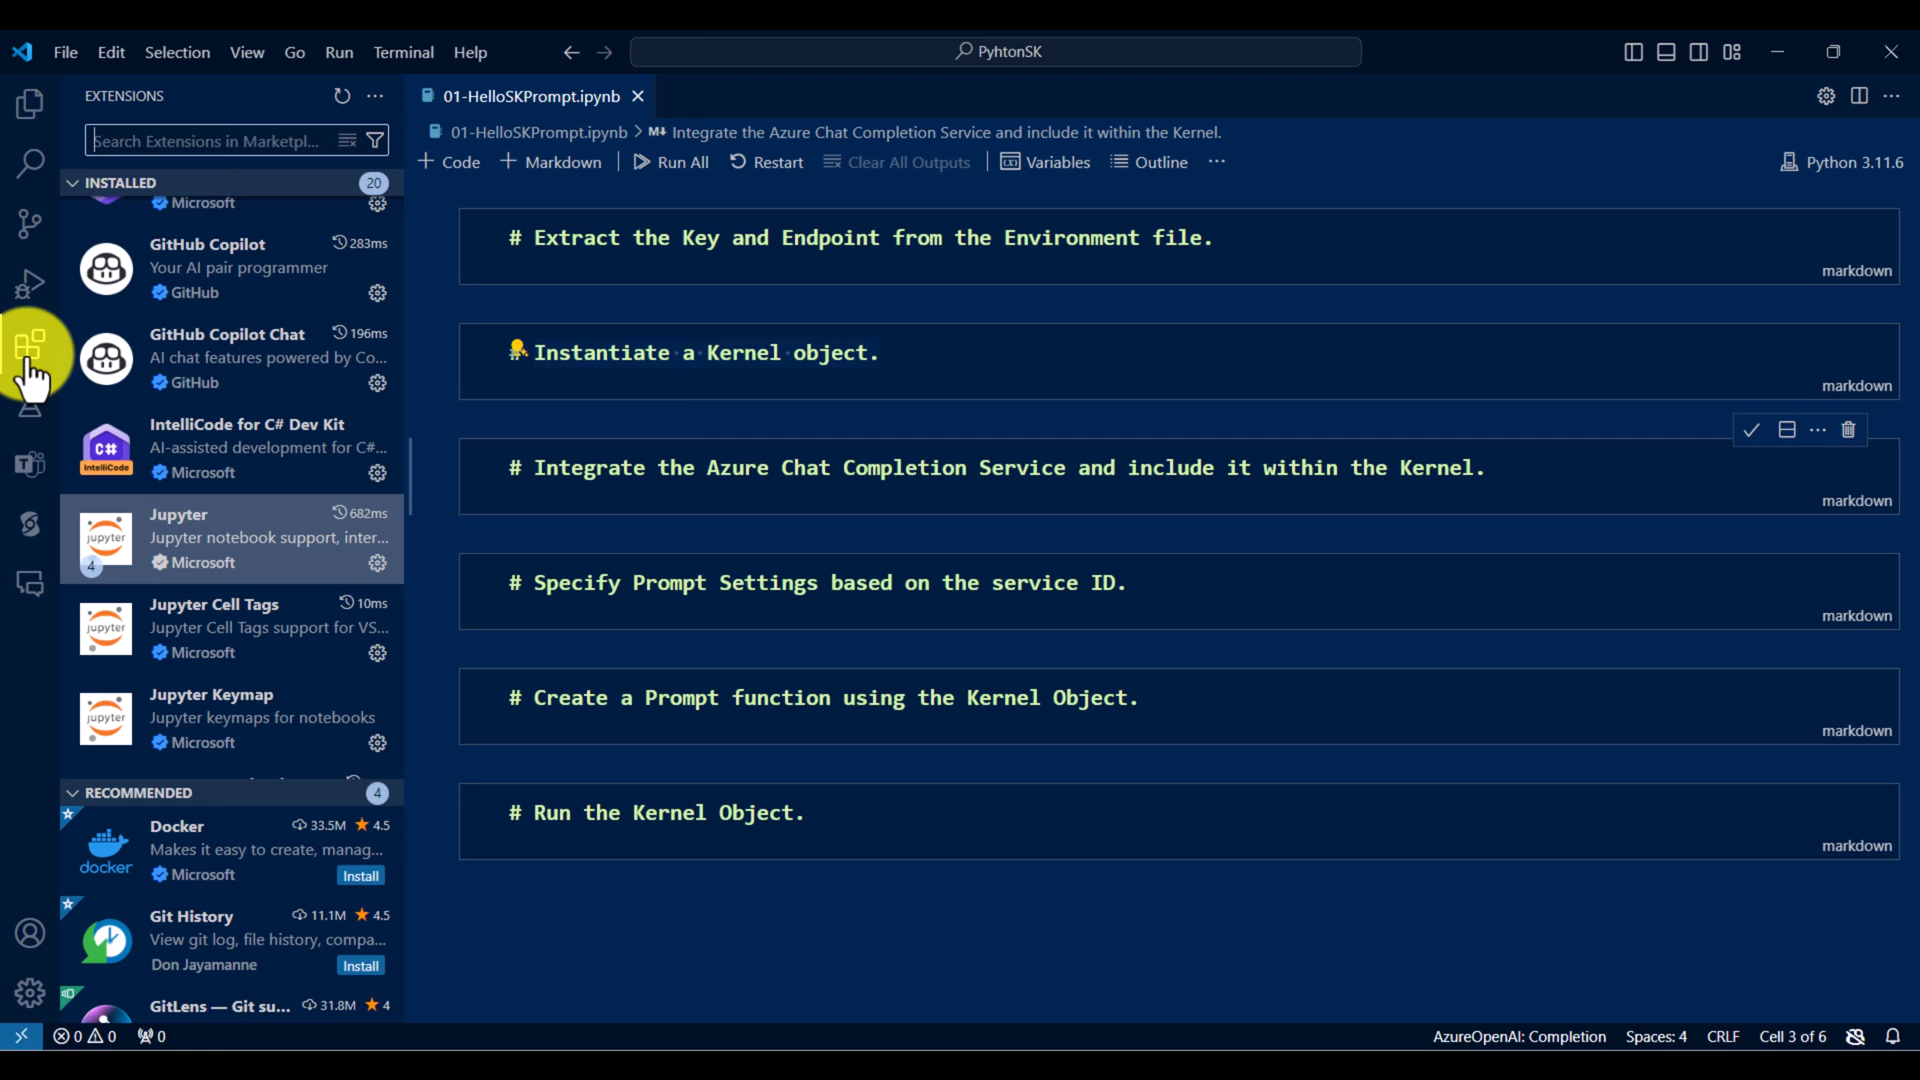 File Edit Selection View Go Run Terminal Help
PyhtonSK
EXTENSIONS
01-HelloSKPrompt.ipynb
01-HelloSKPrompt.ipynb > M↓ Integrate the Azure Chat Completion Service and include it within the Kernel.
Search Extensions in Marketpl...
+ Code + Markdown Run All Restart Clear All Outputs Variables Outline ...
Python 3.11.6
INSTALLED 20
Microsoft
GitHub Copilot 283ms
Your AI pair programmer
GitHub
GitHub Copilot Chat 196ms
AI chat features powered by Co...
GitHub
IntelliCode for C# Dev Kit
AI-assisted development for C#...
Microsoft
C#
IntelliCode
Jupyter 682ms
Jupyter notebook support, inter...
Microsoft
jupyter
4
Jupyter Cell Tags 10ms
Jupyter Cell Tags support for VS...
Microsoft
jupyter
Jupyter Keymap
Jupyter keymaps for notebooks
Microsoft
jupyter
RECOMMENDED 4
Docker 33.5M 4.5
Makes it easy to create, manag...
Microsoft Install
docker
Git History 11.1M 4.5
View git log, file history, compa...
Don Jayamanne Install
GitLens — Git su... 31.8M 4
# Extract the Key and Endpoint from the Environment file.
markdown
# Instantiate a Kernel object.
markdown
# Integrate the Azure Chat Completion Service and include it within the Kernel.
markdown
# Specify Prompt Settings based on the service ID.
markdown
# Create a Prompt function using the Kernel Object.
markdown
# Run the Kernel Object.
markdown
0 0 0
AzureOpenAI: Completion Spaces: 4 CRLF Cell 3 of 6